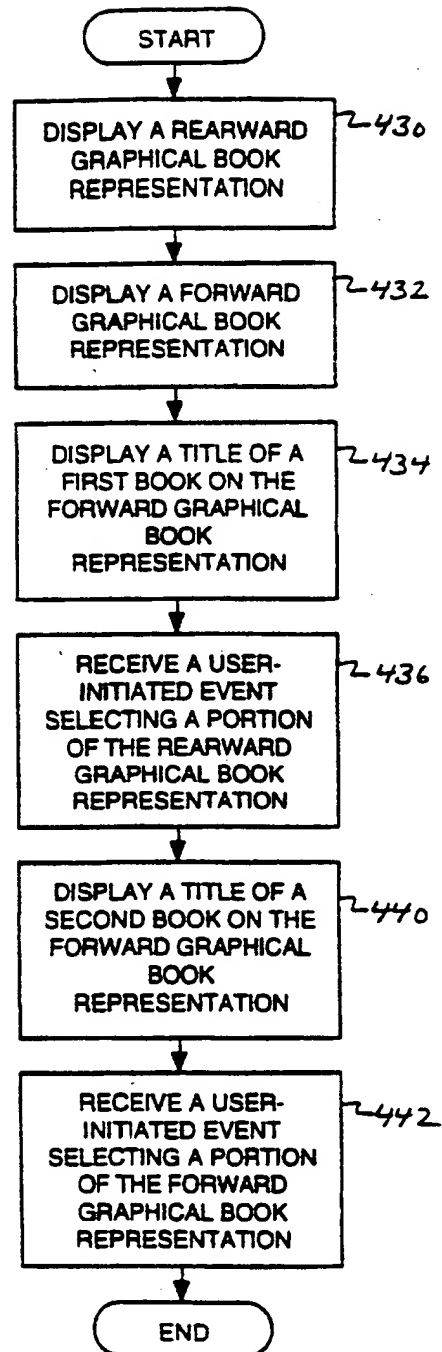 START
DISPLAY A REARWARD
GRAPHICAL BOOK
REPRESENTATION
430
DISPLAY A FORWARD
GRAPHICAL BOOK
REPRESENTATION
432
DISPLAY A TITLE OF A
FIRST BOOK ON THE
FORWARD GRAPHICAL
BOOK
REPRESENTATION
434
RECEIVE A USER-
INITIATED EVENT
SELECTING A PORTION
OF THE REARWARD
GRAPHICAL BOOK
REPRESENTATION
436
DISPLAY A TITLE OF A
SECOND BOOK ON THE
FORWARD GRAPHICAL
BOOK
REPRESENTATION
440
RECEIVE A USER-
INITIATED EVENT
SELECTING A PORTION
OF THE FORWARD
GRAPHICAL BOOK
REPRESENTATION
442
END